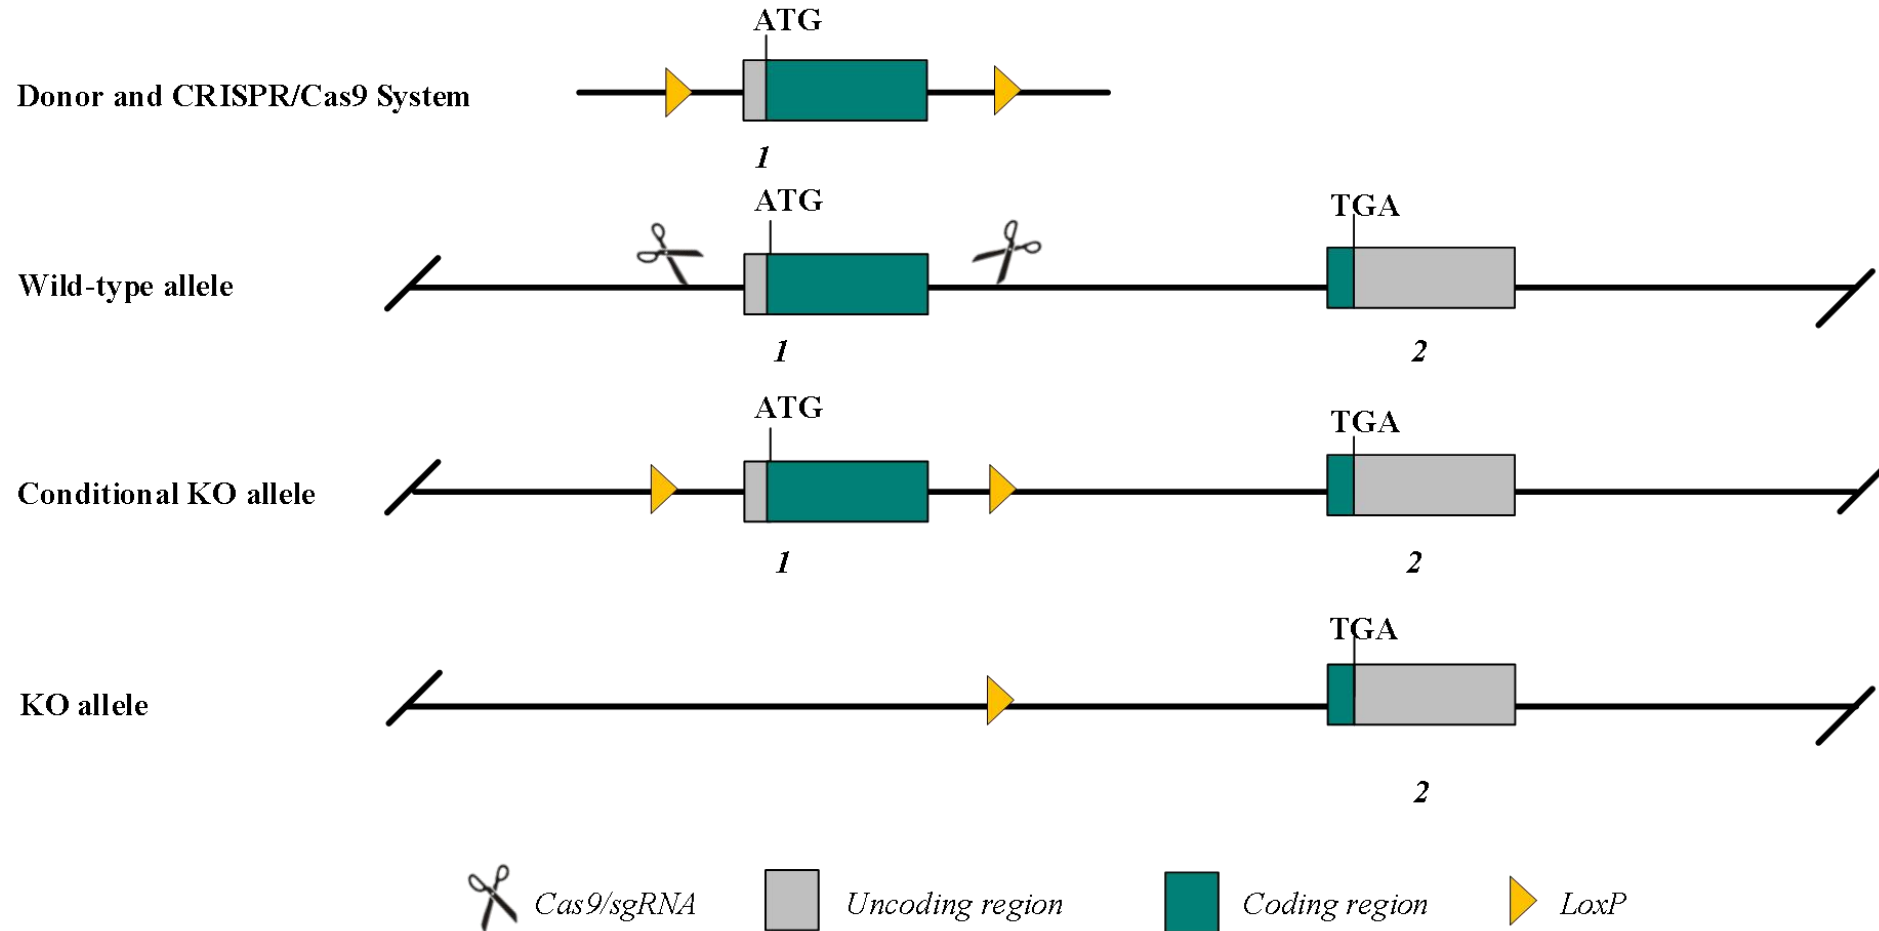 ATG
Donor and CRISPR/Cas9 System
1
ATG
TGA
Wild-type allele
1
2
ATG
TGA
Conditional KO allele
1
2
TGA
KO allele
2
Cas9/sgRNA
Uncoding region
Coding region
LoxP